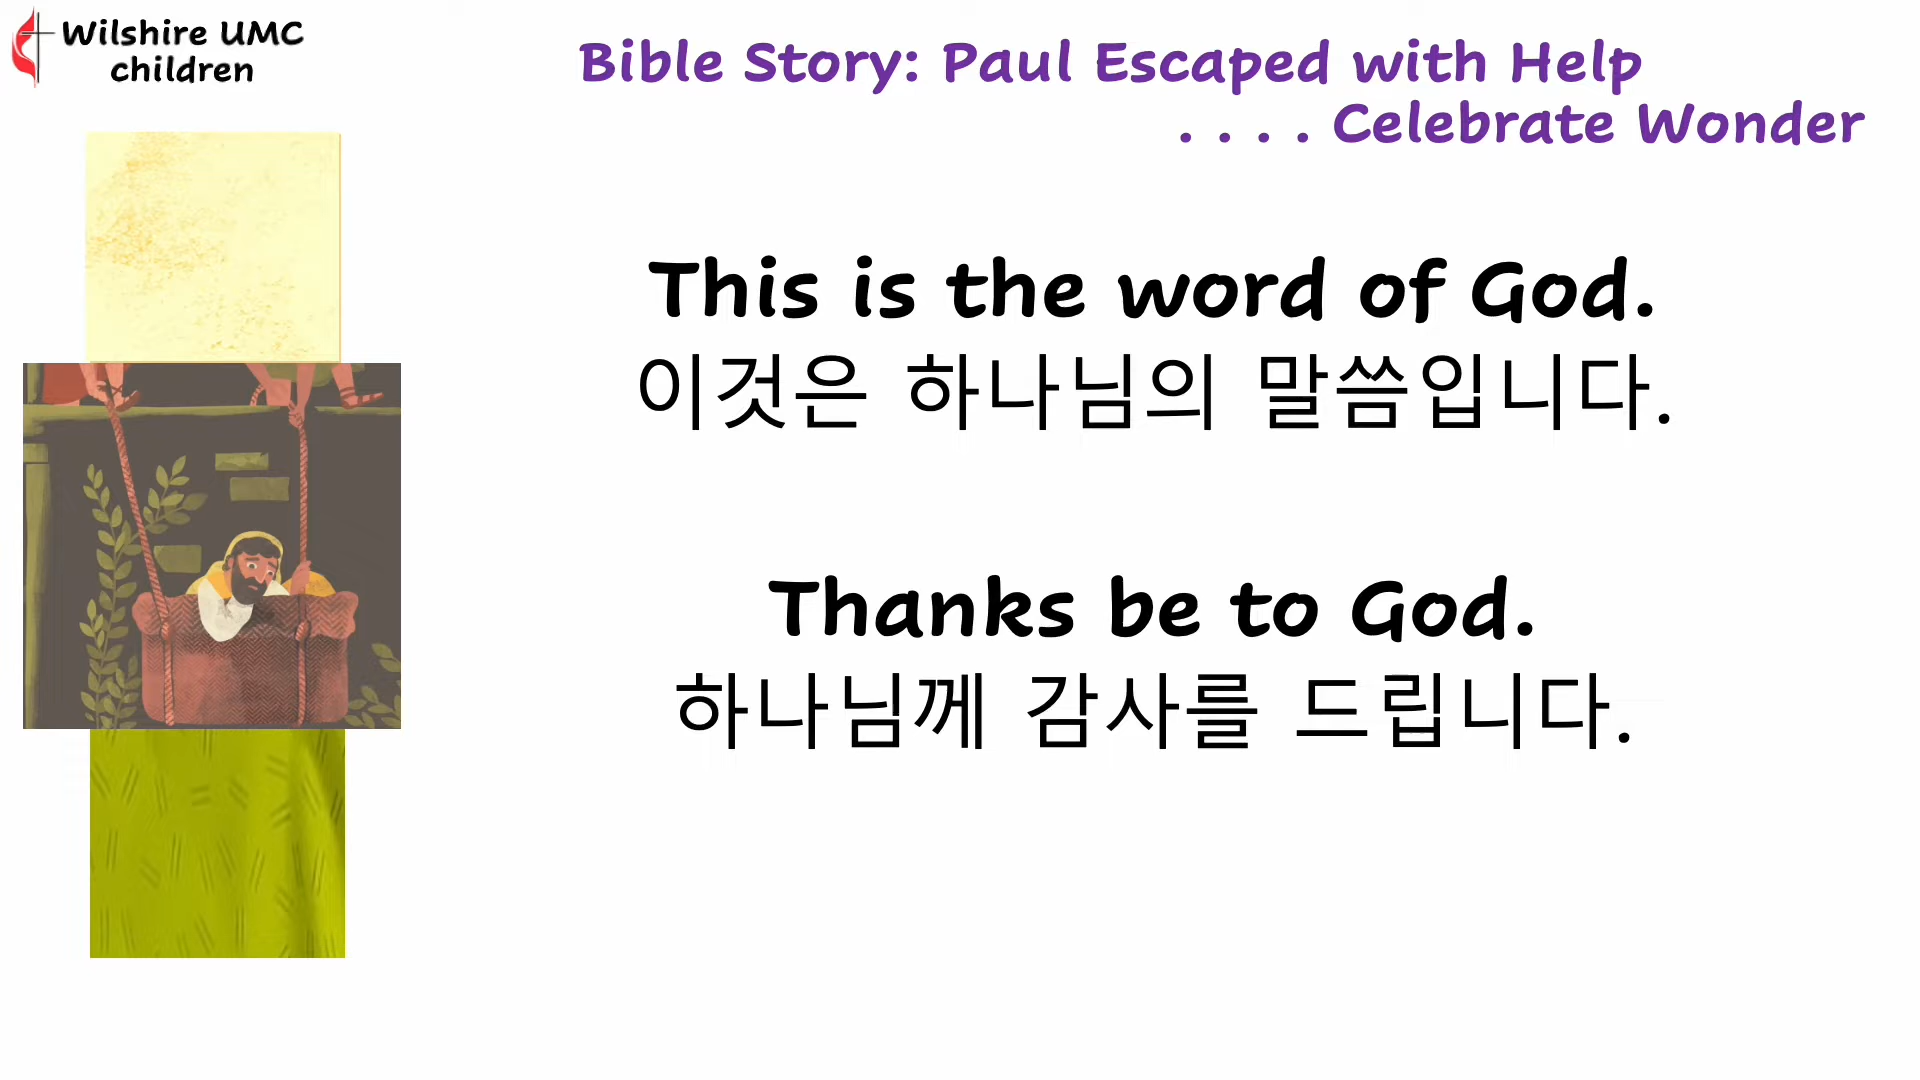 Wilshire UMC
children
Bible Story: Paul Escaped with Help
. . . . Celebrate Wonder
This is the word of God.
이것은 하나님의 말씀입니다.
Thanks be to God.
하나님께 감사를 드립니다.